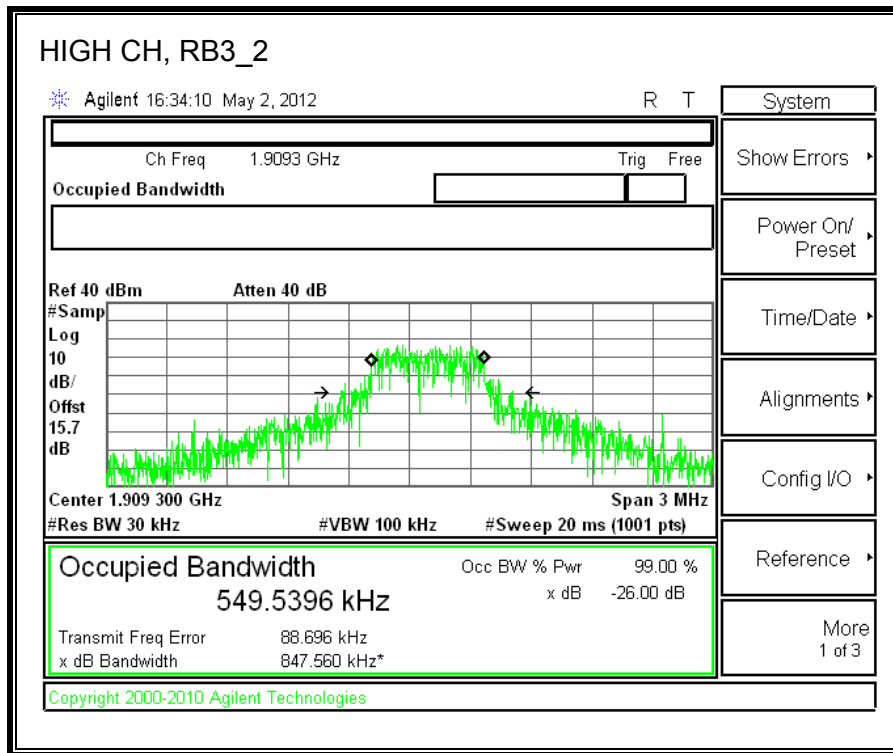 HIGH CH, RB3_2
Agilent 16:34:10 May 2, 2012 R T
System
Ch Freq 1.9093 GHz Trig Free
Occupied Bandwidth
Show Errors
Power On/
Preset
Time/Date
Alignments
Config I/O
Reference
More
1 of 3
Ref 40 dBm Atten 40 dB
#Samp
Log
10
dB/
Offst
15.7
dB
Center 1.909 300 GHz Span 3 MHz
#Res BW 30 kHz #VBW 100 kHz #Sweep 20 ms (1001 pts)
Occupied Bandwidth Occ BW % Pwr 99.00 %
549.5396 kHz x dB -26.00 dB
Transmit Freq Error 88.696 kHz
x dB Bandwidth 847.560 kHz*
Copyright 2000-2010 Agilent Technologies